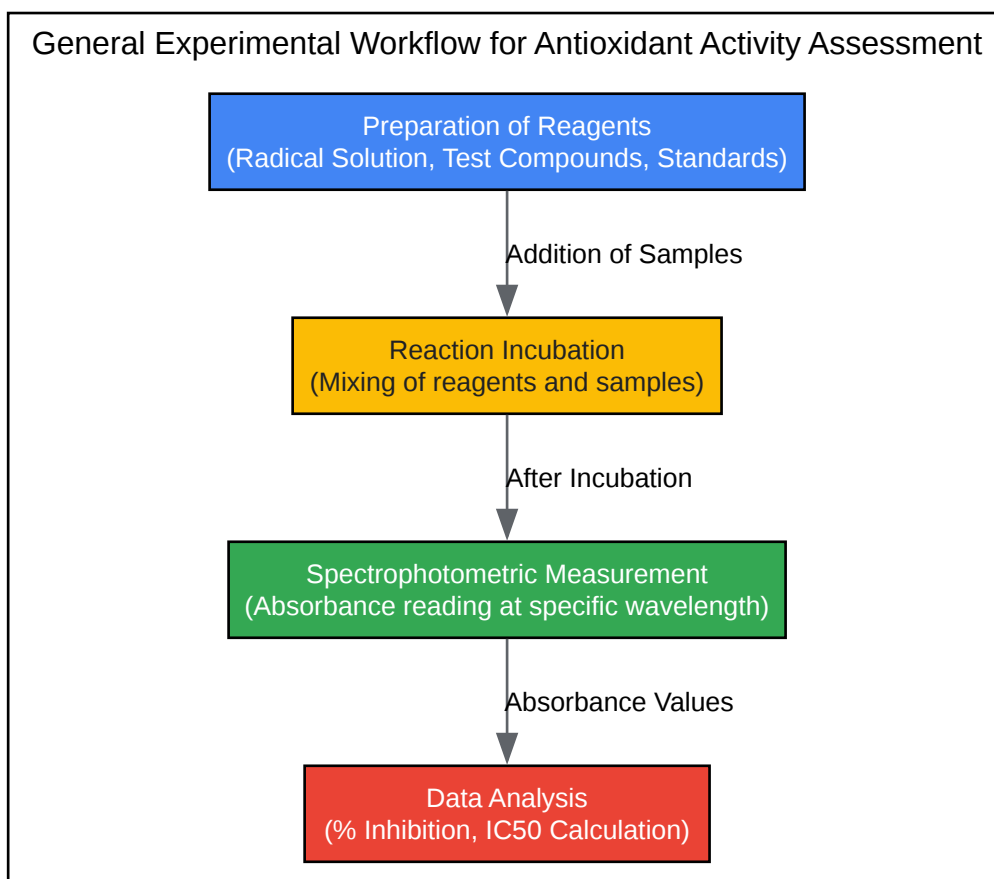 General Experimental Workflow for Antioxidant Activity Assessment
Preparation of Reagents
(Radical Solution, Test Compounds, Standards)
Addition of Samples
Reaction Incubation
(Mixing of reagents and samples)
After Incubation
Spectrophotometric Measurement
(Absorbance reading at specific wavelength)
Absorbance Values
Data Analysis
(% Inhibition, IC50 Calculation)